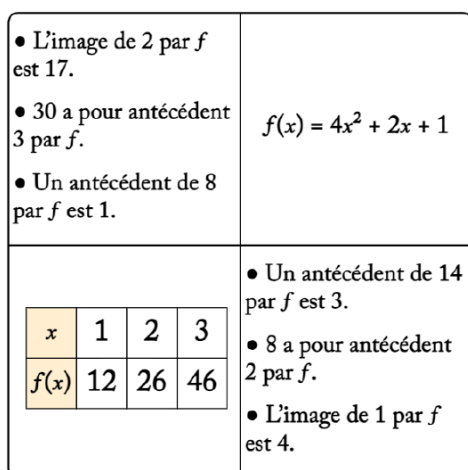 ● L'image de 2 par f
est 17.
● 30 a pour antécédent
3 par f.
● Un antécédent de 8
par f est 1.
f(x) = 4x² + 2x + 1
x 1 2 3
f(x) 12 26 46
● Un antécédent de 14
par f est 3.
● 8 a pour antécédent
2 par f.
● L'image de 1 par f
est 4.